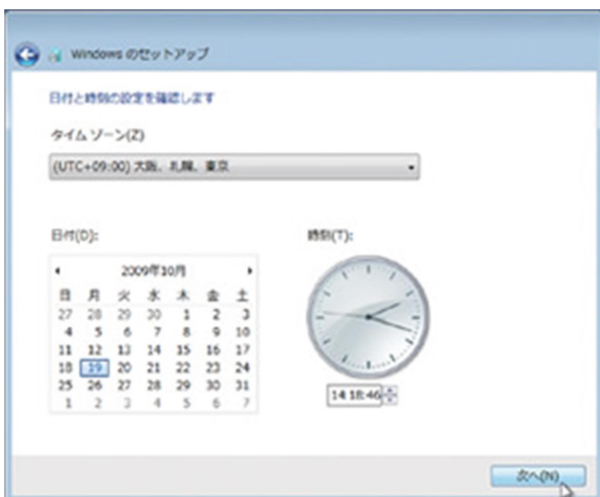 Windows のセットアップ
日付と時刻の設定を確認します
タイム ゾーン(Z)
(UTC+09:00) 大阪、札幌、東京
日付(D):
時刻(T):
2009年10月
日 月 火 水 木 金 土
27 28 29 30 1 2 3
4 5 6 7 8 9 10
11 12 13 14 15 16 17
18 19 20 21 22 23 24
25 26 27 28 29 30 31
1 2 3 4 5 6 7
14:18:46
次へ(N)